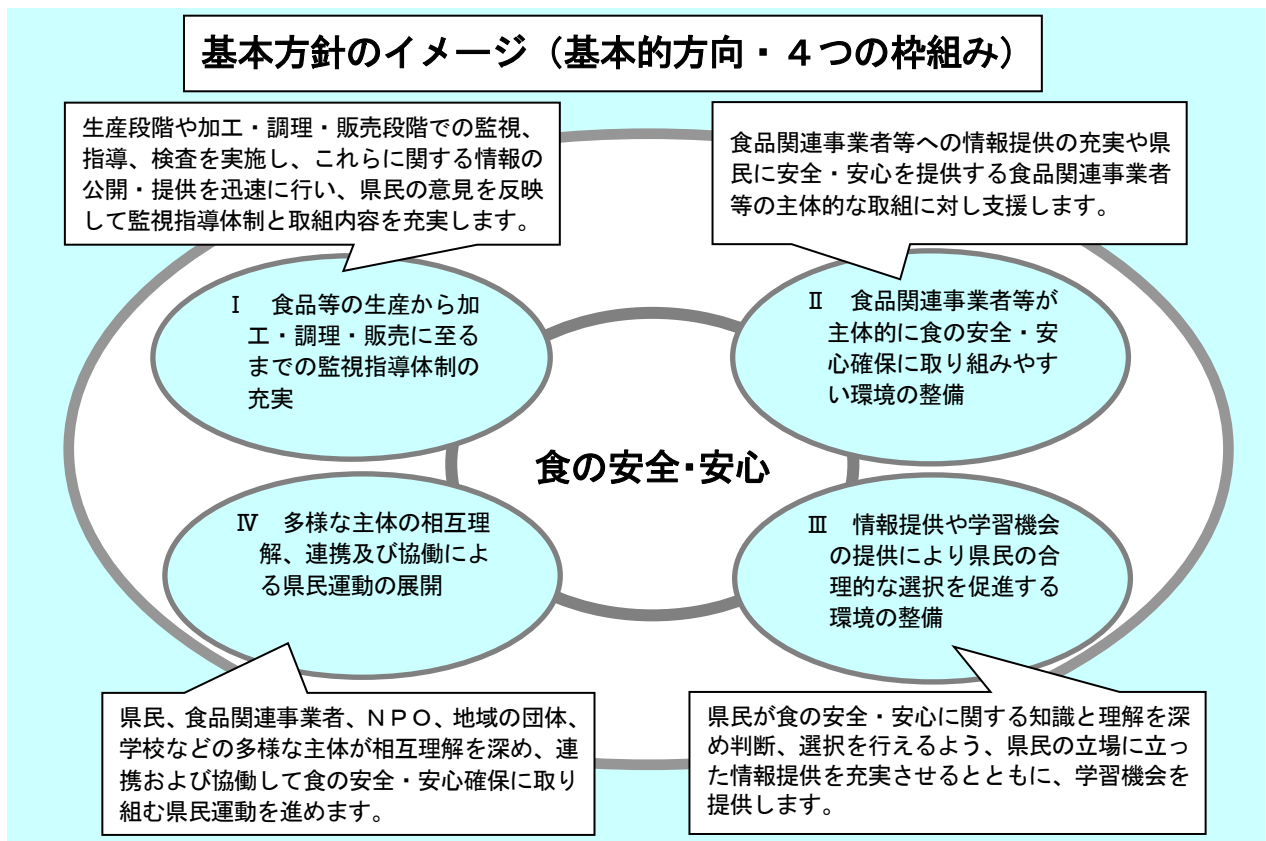 基本方針のイメージ（基本的方向・４つの枠組み）
生産段階や加工・調理・販売段階での監視、
指導、検査を実施し、これらに関する情報の
公開・提供を迅速に行い、県民の意見を反映
して監視指導体制と取組内容を充実します。
食品関連事業者等への情報提供の充実や県
民に安全・安心を提供する食品関連事業者
等の主体的な取組に対し支援します。
Ⅰ　食品等の生産から加
工・調理・販売に至る
までの監視指導体制の
充実
Ⅱ　食品関連事業者等が
主体的に食の安全・安
心確保に取り組みやす
い環境の整備
食の安全・安心
Ⅳ　多様な主体の相互理
解、連携及び協働によ
る県民運動の展開
Ⅲ　情報提供や学習機会
の提供により県民の合
理的な選択を促進する
環境の整備
県民、食品関連事業者、ＮＰＯ、地域の団体、
学校などの多様な主体が相互理解を深め、連
携および協働して食の安全・安心確保に取り
組む県民運動を進めます。
県民が食の安全・安心に関する知識と理解を深
め判断、選択を行えるよう、県民の立場に立っ
た情報提供を充実させるとともに、学習機会を
提供します。